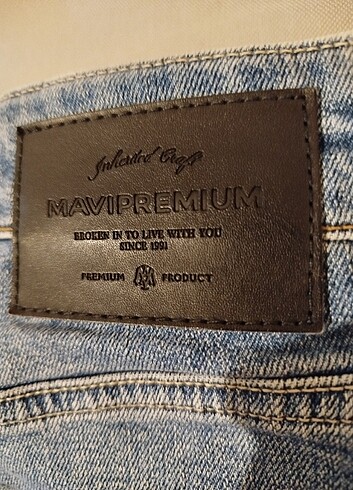 Inherited Craft
MAVIPREMIUM
BROKEN IN TO LIVE WITH YOU
SINCE 1991
PREMIUM PRODUCT